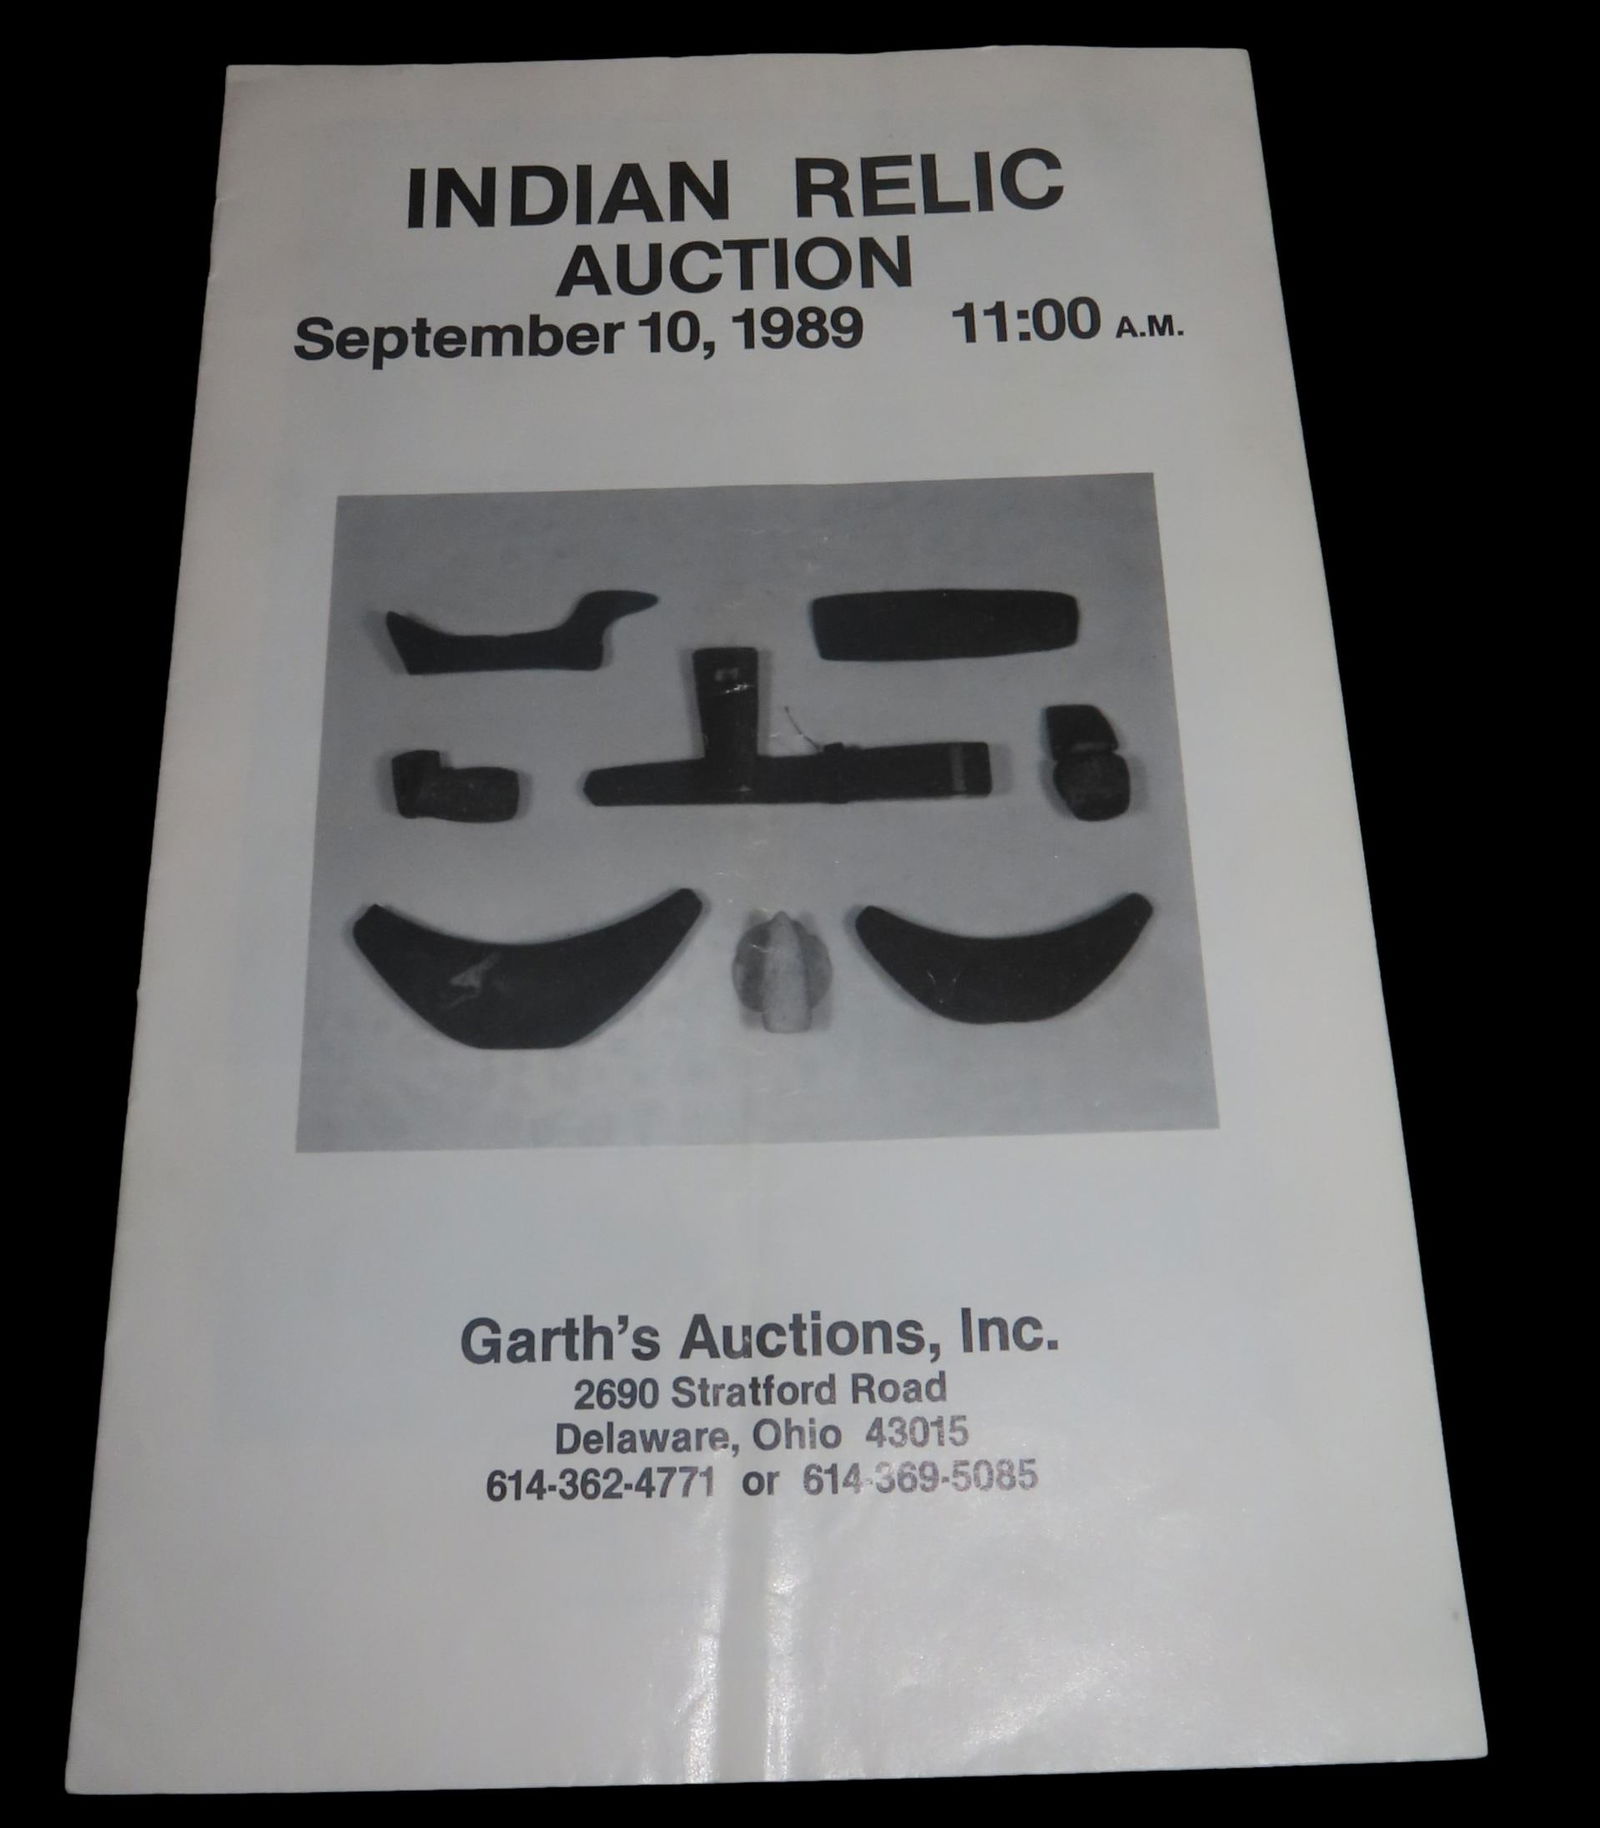 INDIAN RELIC
AUCTION
September 10, 1989 11:00 A.M.
Garth's Auctions, Inc.
2690 Stratford Road
Delaware, Ohio 43015
614-362-4771 or 614-369-5085